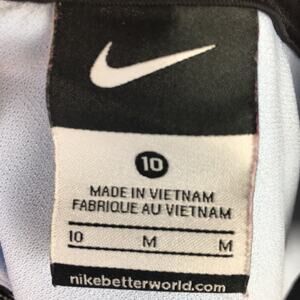 10
MADE IN VIETNAM
FABRIQUE AU VIETNAM
10 M M
nikebetterworld.com